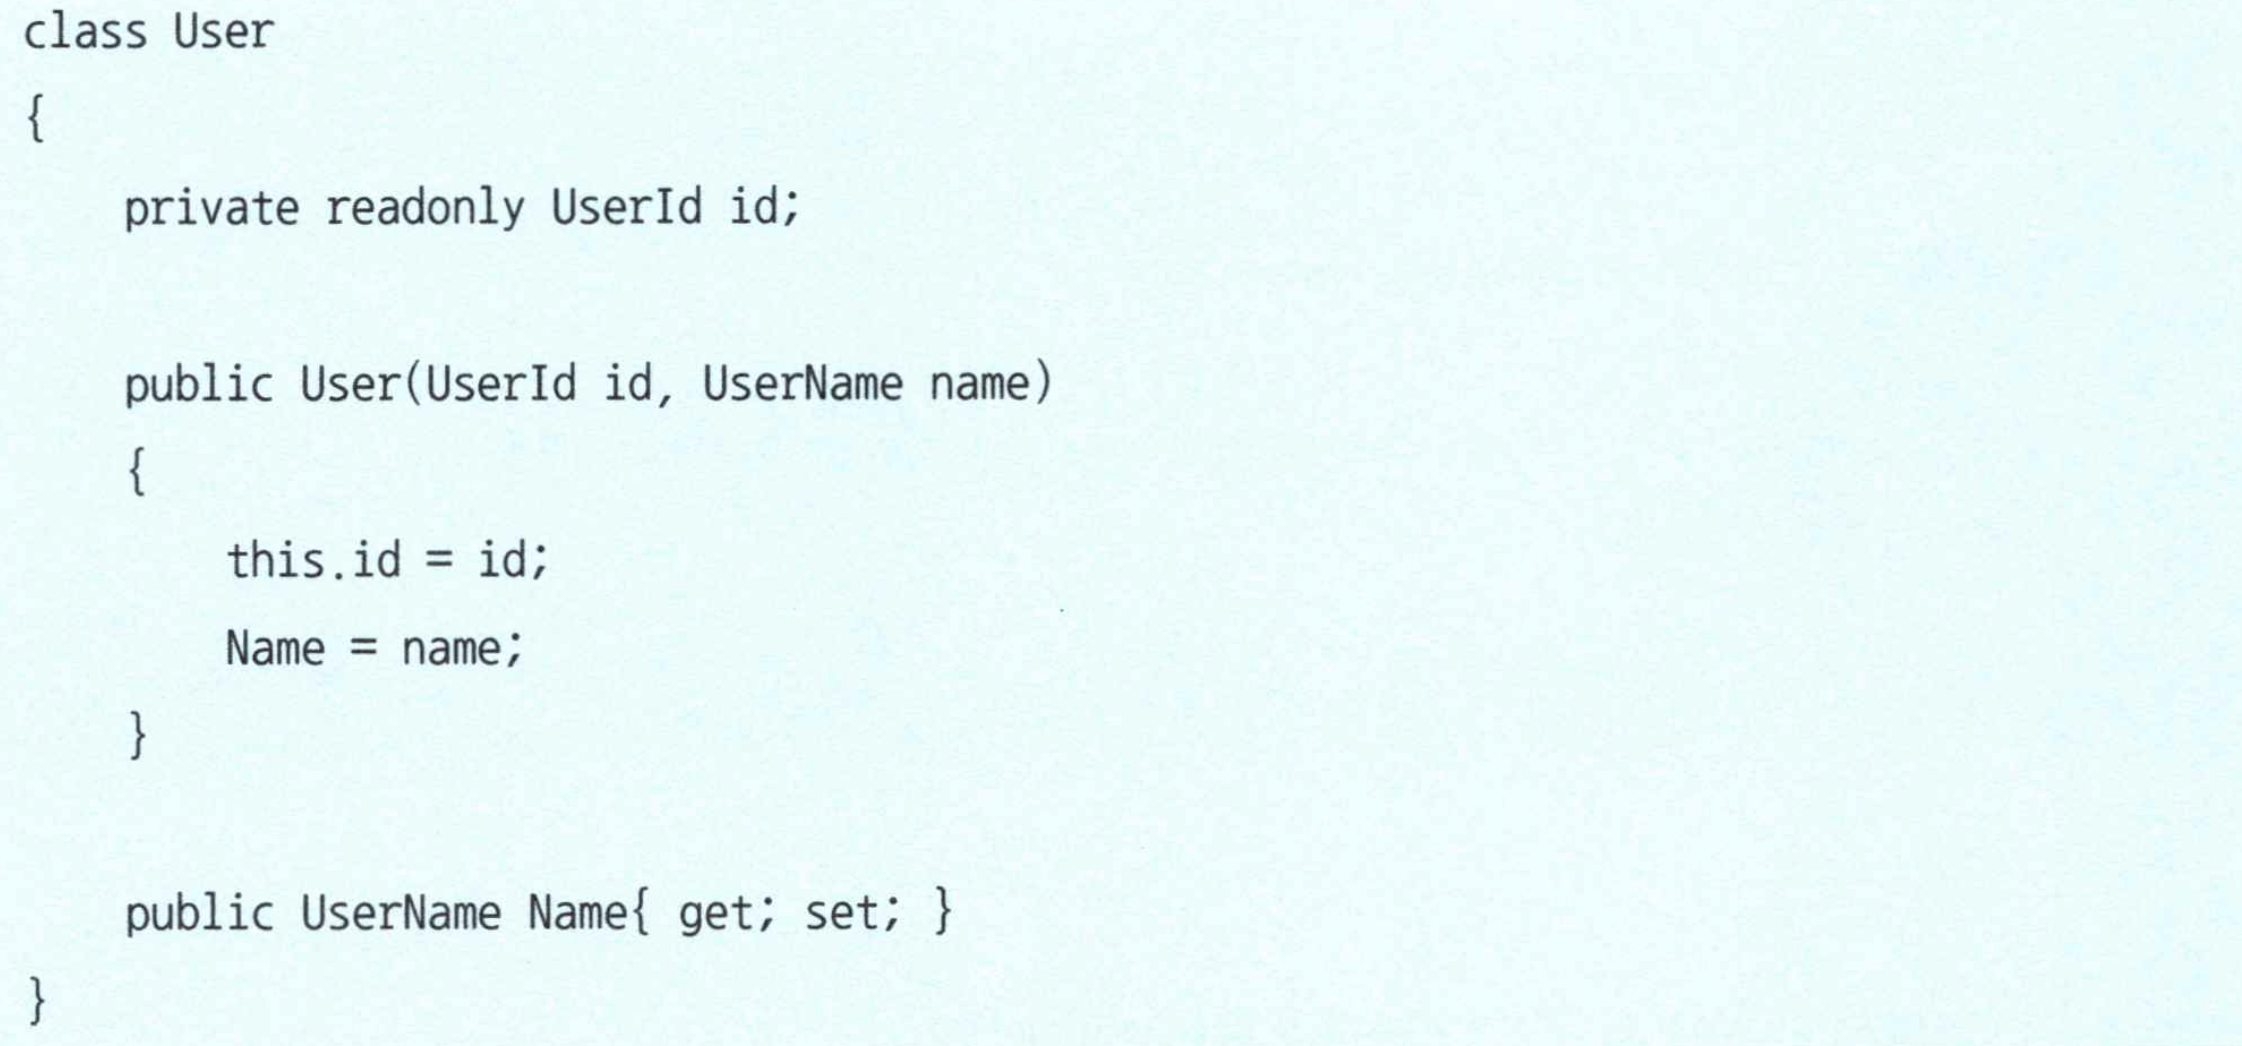 class User
{
    private readonly UserId id;

    public User(UserId id, UserName name)
    {
        this.id = id;
        Name = name;
    }

    public UserName Name{ get; set; }
}